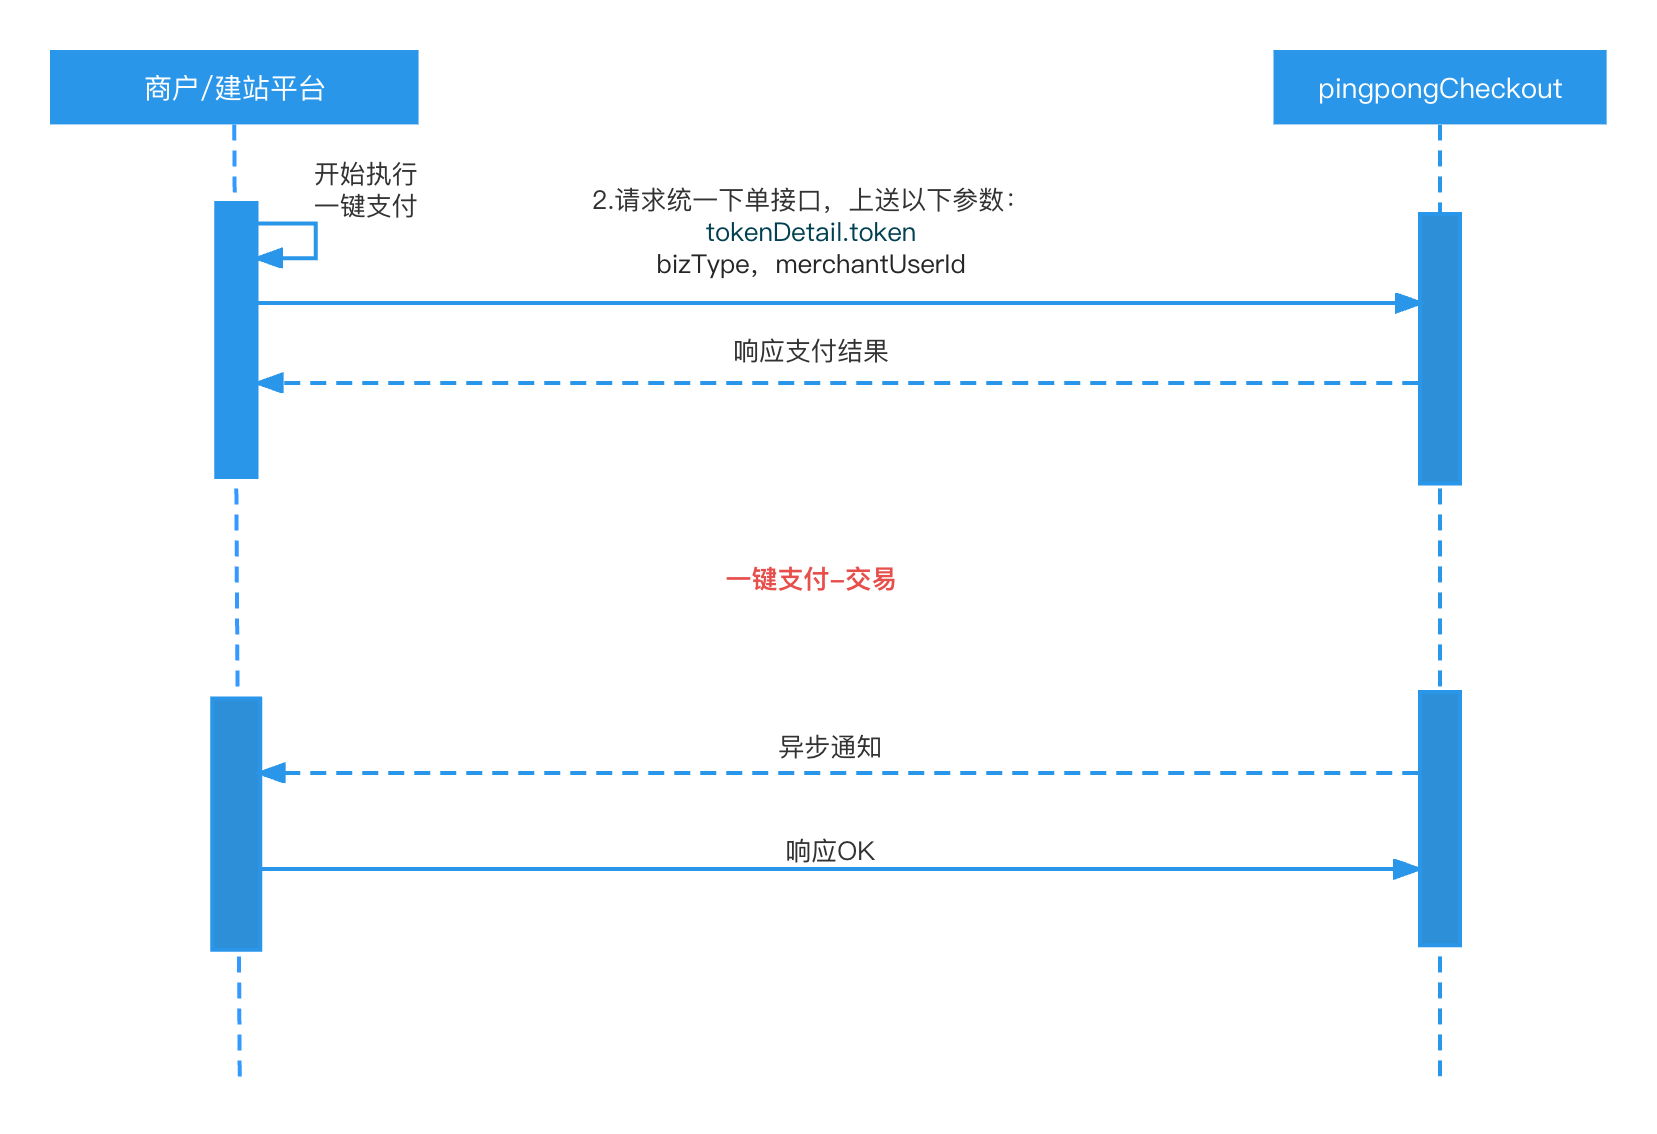 商户/建站平台
pingpongCheckout
开始执行
一键支付
2.请求统一下单接口，上送以下参数：
tokenDetail.token
bizType，merchantUserId
响应支付结果
一键支付-交易
异步通知
响应OK